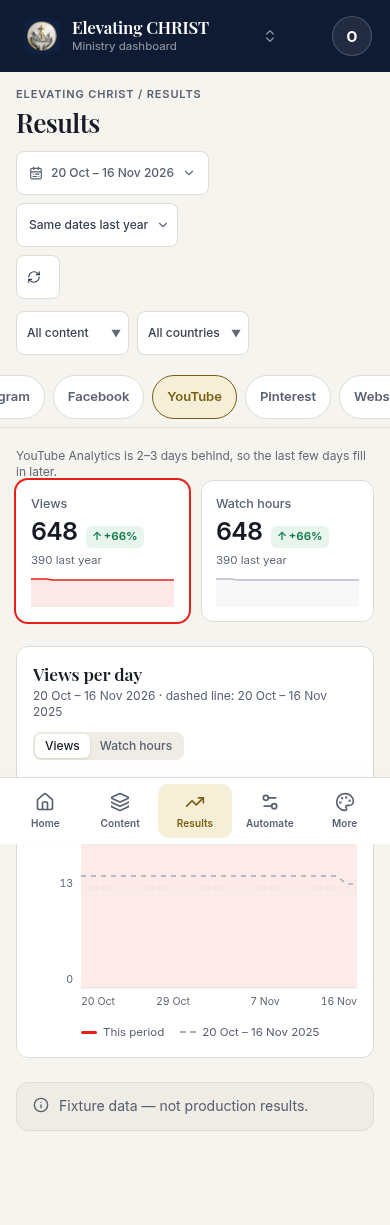 Elevating CHRIST
Ministry dashboard
O
ELEVATING CHRIST / RESULTS
Results
20 Oct – 16 Nov 2026
Same dates last year
All content
All countries
gram
Facebook
YouTube
Pinterest
Webs
YouTube Analytics is 2–3 days behind, so the last few days fill
in later.
Views
648 ↑ +66%
390 last year
Watch hours
648 ↑ +66%
390 last year
Views per day
20 Oct – 16 Nov 2026 · dashed line: 20 Oct – 16 Nov
2025
Views
Watch hours
Home
Content
Results
Automate
More
13
0
20 Oct
29 Oct
7 Nov
16 Nov
This period
20 Oct – 16 Nov 2025
Fixture data — not production results.